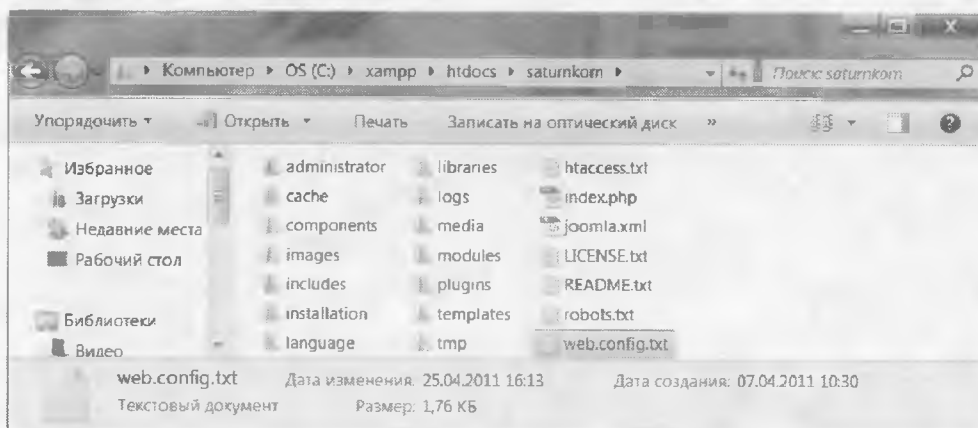 Компьютер ▸ OS (C:) ▸ xampp ▸ htdocs ▸ saturnkom ▸ Поиск: saturnkom
Упорядочить Открыть Печать Записать на оптический диск »
Избранное
Загрузки
Недавние места
Рабочий стол
Библиотеки
Видео
administrator
cache
components
images
includes
installation
language
libraries
logs
media
modules
plugins
templates
tmp
htaccess.txt
index.php
joomla.xml
LICENSE.txt
README.txt
robots.txt
web.config.txt
web.config.txt Дата изменения: 25.04.2011 16:13 Дата создания: 07.04.2011 10:30
Текстовый документ Размер: 1,76 КБ